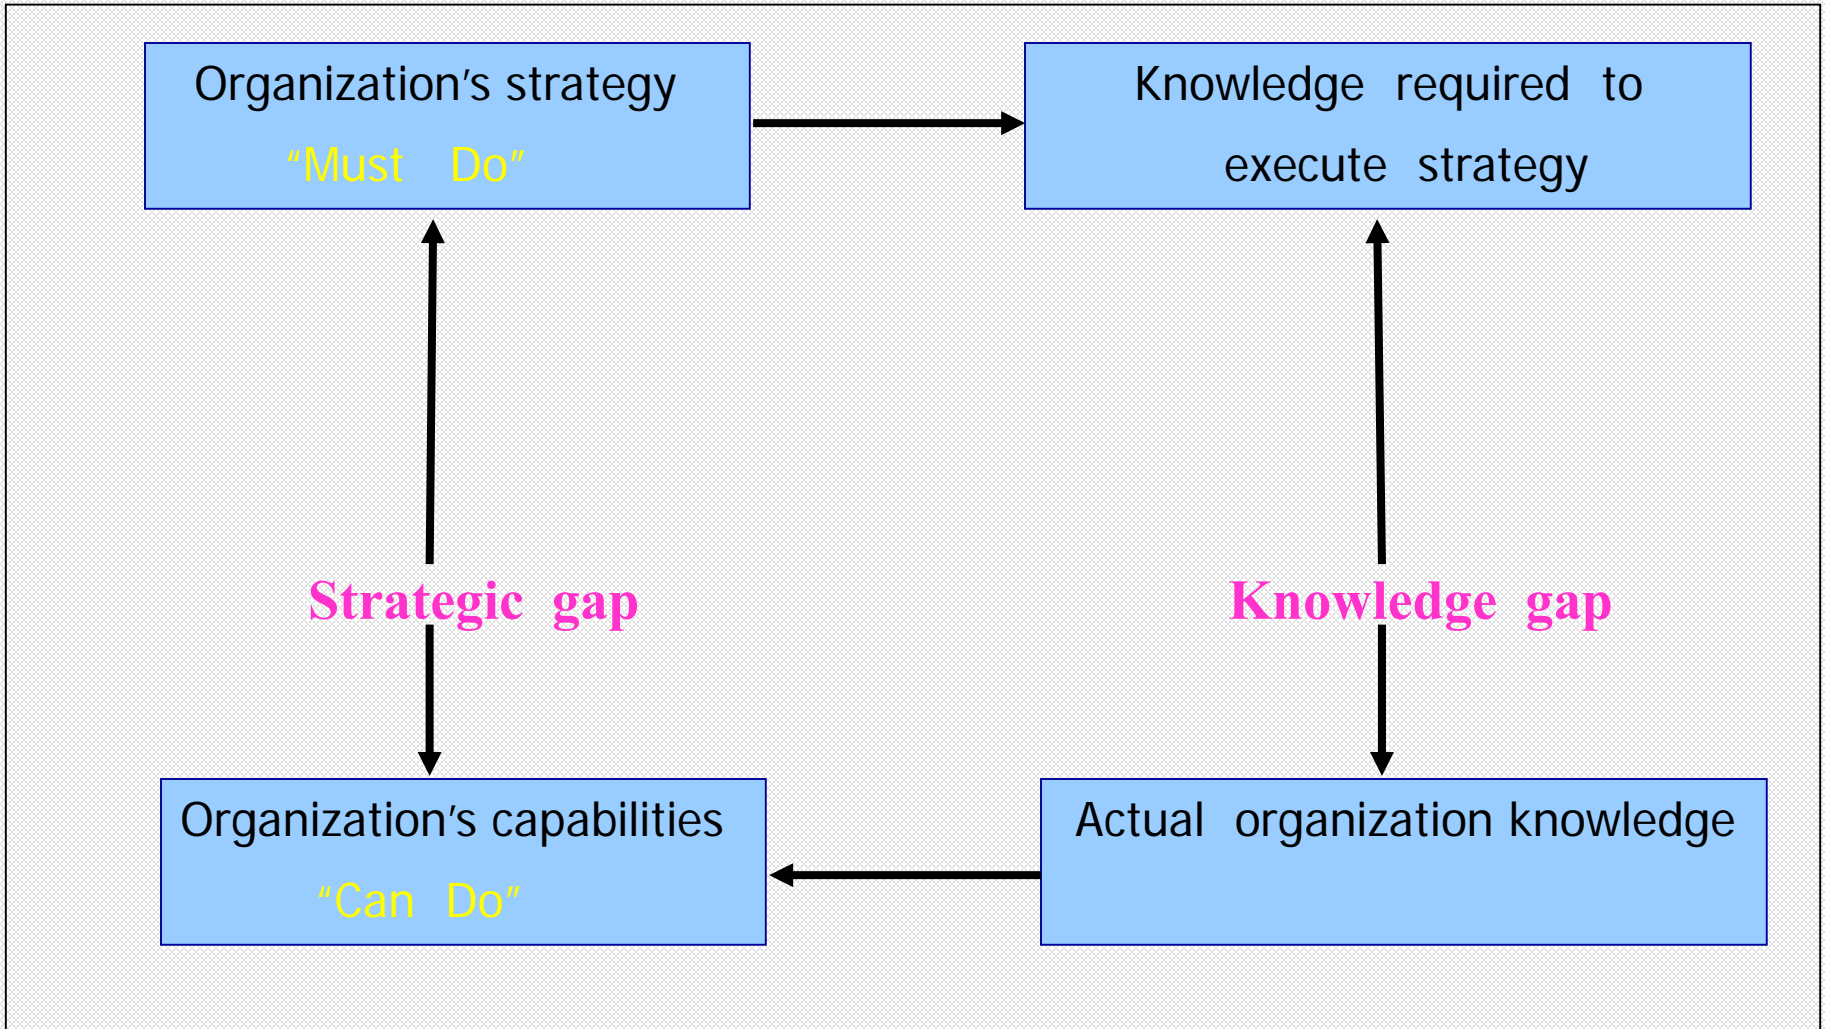 Organization's strategy
"Must Do"
Knowledge required to
execute strategy
Strategic gap
Knowledge gap
Organization's capabilities
"Can Do"
Actual organization knowledge